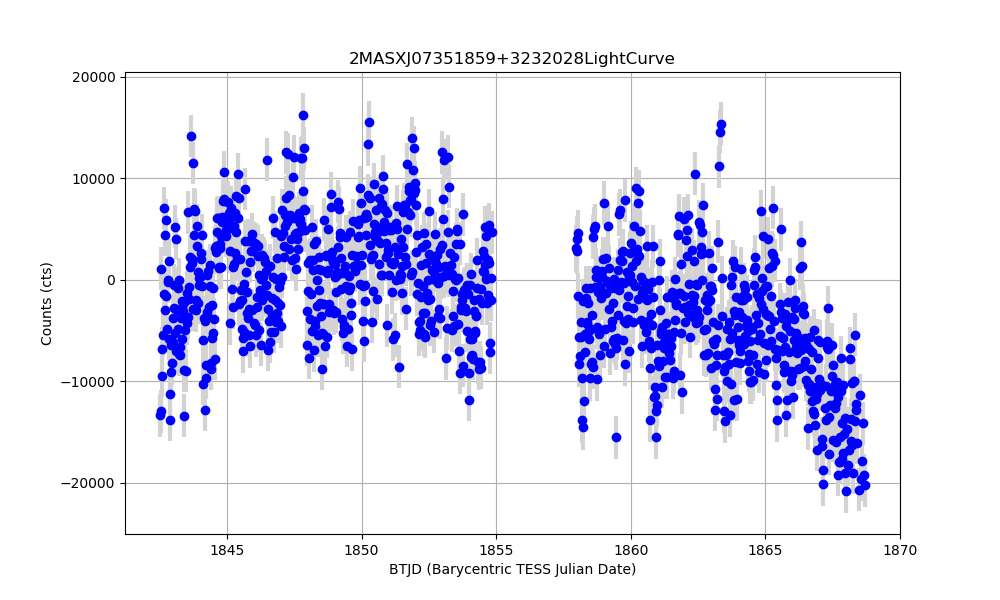 2MASXJ07351859+3232028LightCurve
20000
10000
0
−10000
−20000
Counts (cts)
1845 1850 1855 1860 1865 1870
BTJD (Barycentric TESS Julian Date)